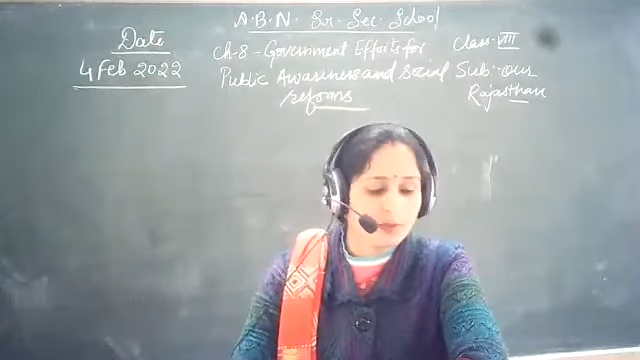 A.B.N. Sr. Sec. School
Date
4 Feb 2022
Ch-8 - Government Efforts for
Public Awareness and social
reforms
Class- VIII
Sub:- our
Rajasthan